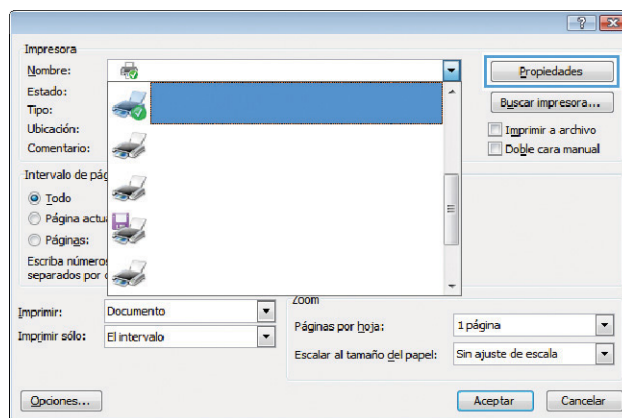 Impresora
Nombre:
Propiedades
Estado:
Buscar impresora...
Tipo:
Ubicación:
Imprimir a archivo
Comentario:
Doble cara manual
Intervalo de pág
Todo
Página actu
Páginas:
Escriba número
separados por
Imprimir:
Documento
Imprimir sólo:
El intervalo
Zoom
Páginas por hoja:
1 página
Escalar al tamaño del papel:
Sin ajuste de escala
Opciones...
Aceptar
Cancelar